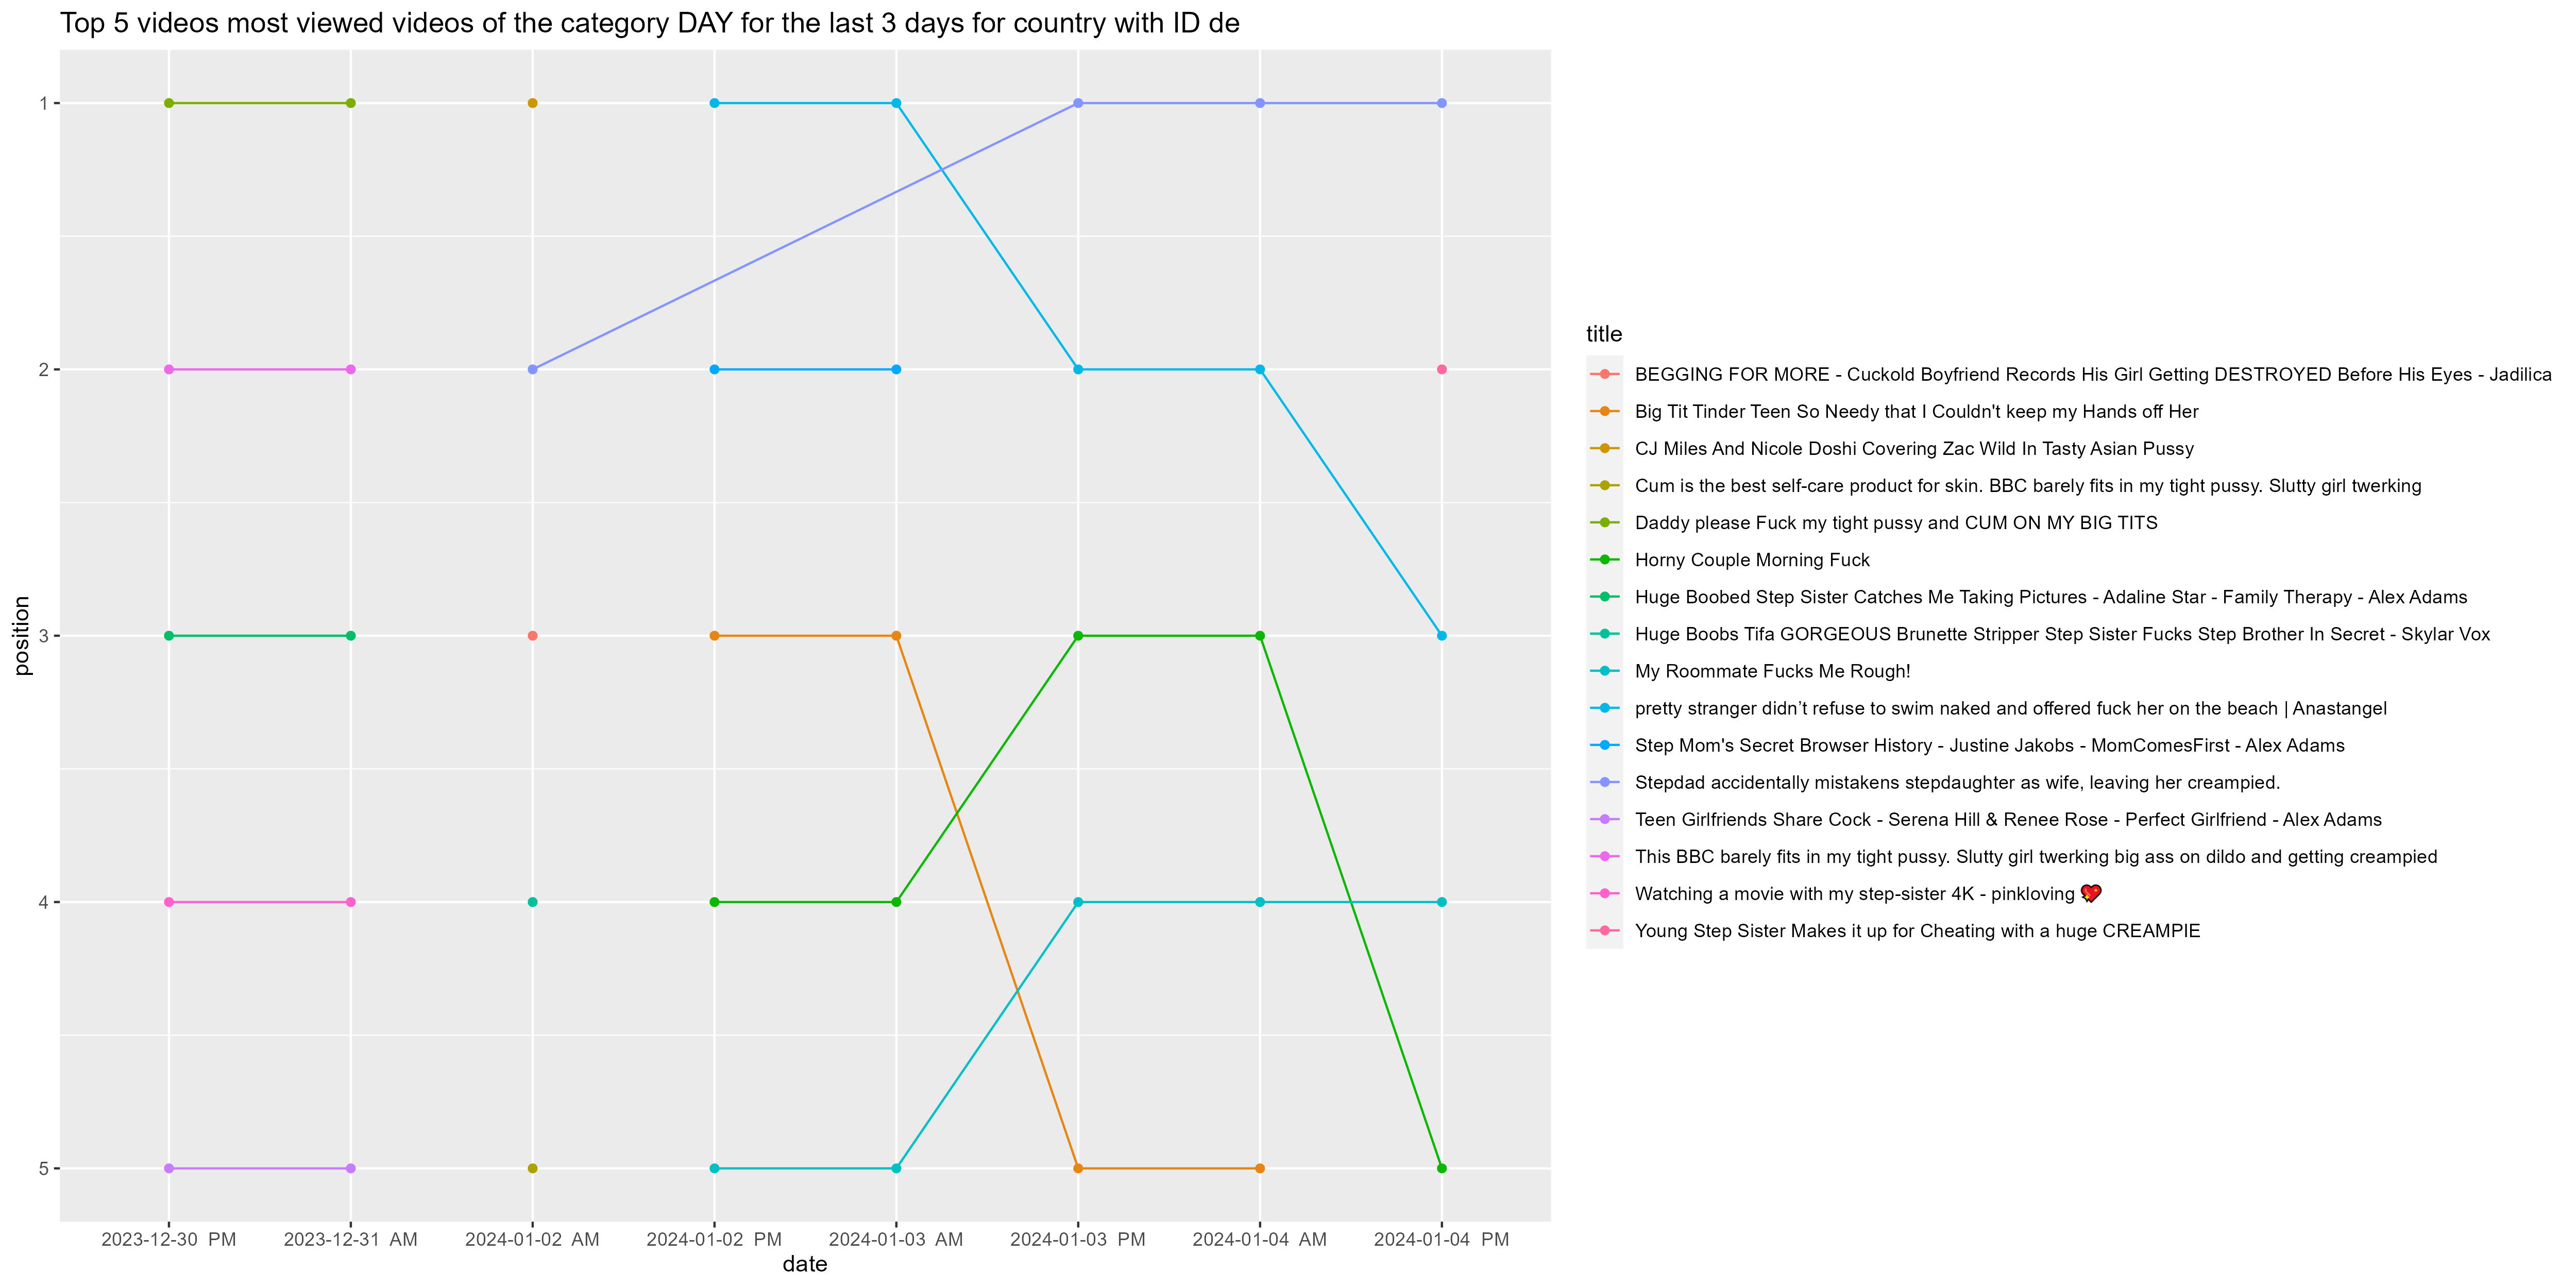 Top 5 videos most viewed videos of the category DAY for the last 3 days for country with ID de
1
2
3
4
5
position
2023-12-30 PM
2023-12-31 AM
2024-01-02 AM
2024-01-02 PM
2024-01-03 AM
2024-01-03 PM
2024-01-04 AM
2024-01-04 PM
date
title
BEGGING FOR MORE - Cuckold Boyfriend Records His Girl Getting DESTROYED Before His Eyes - Jadilica
Big Tit Tinder Teen So Needy that I Couldn't keep my Hands off Her
CJ Miles And Nicole Doshi Covering Zac Wild In Tasty Asian Pussy
Cum is the best self-care product for skin. BBC barely fits in my tight pussy. Slutty girl twerking
Daddy please Fuck my tight pussy and CUM ON MY BIG TITS
Horny Couple Morning Fuck
Huge Boobed Step Sister Catches Me Taking Pictures - Adaline Star - Family Therapy - Alex Adams
Huge Boobs Tifa GORGEOUS Brunette Stripper Step Sister Fucks Step Brother In Secret - Skylar Vox
My Roommate Fucks Me Rough!
pretty stranger didn’t refuse to swim naked and offered fuck her on the beach | Anastangel
Step Mom's Secret Browser History - Justine Jakobs - MomComesFirst - Alex Adams
Stepdad accidentally mistakens stepdaughter as wife, leaving her creampied.
Teen Girlfriends Share Cock - Serena Hill & Renee Rose - Perfect Girlfriend - Alex Adams
This BBC barely fits in my tight pussy. Slutty girl twerking big ass on dildo and getting creampied
Watching a movie with my step-sister 4K - pinkloving 💖
Young Step Sister Makes it up for Cheating with a huge CREAMPIE